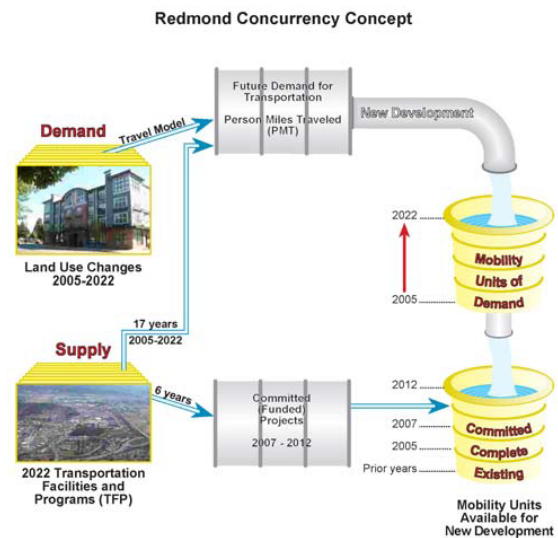 Redmond Concurrency Concept
Future Demand for
Transportation
Person Miles Traveled
(PMT)
New Development
Demand
Travel Model
Land Use Changes
2005-2022
2022
Mobility
Units of
2005
Demand
17 years
2005-2022
Supply
6 years
2022 Transportation
Facilities and
Programs (TFP)
Committed
(Funded)
Projects
2007 - 2012
2012
2007
Committed
2005
Complete
Prior years
Existing
Mobility Units
Available for
New Development